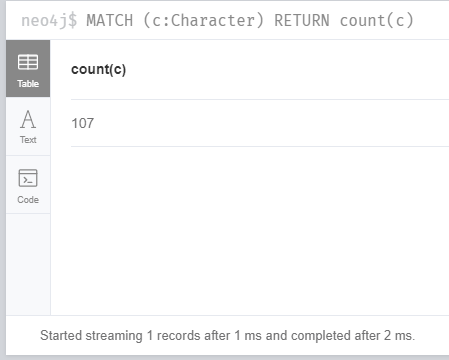 neo4j$ MATCH (c:Character) RETURN count(c)
Table
count(c)
107
Text
Code
Started streaming 1 records after 1 ms and completed after 2 ms.